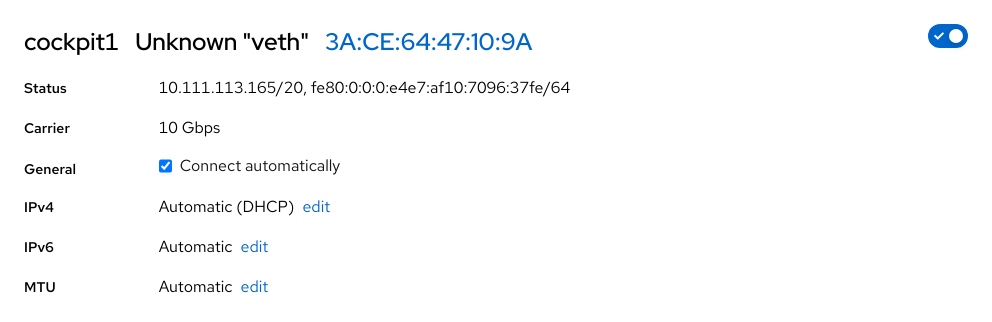 cockpit1 Unknown "veth" 3A:CE:64:47:10:9A
Status 10.111.113.165/20, fe80:0:0:0:e4e7:af10:7096:37fe/64
Carrier 10 Gbps
General Connect automatically
IPv4 Automatic (DHCP) edit
IPv6 Automatic edit
MTU Automatic edit